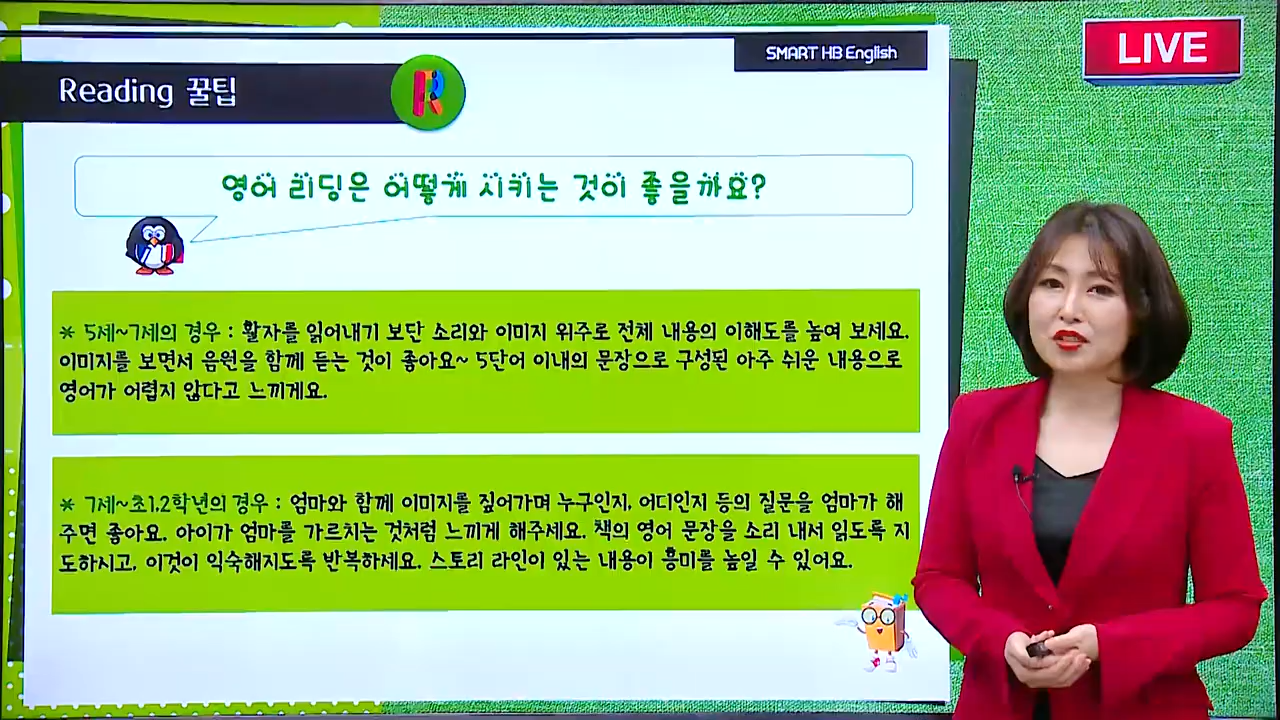 SMART HB English
LIVE
Reading 꿀팁
R
영어 리딩은 어떻게 시키는 것이 좋을까요?
* 5세~7세의 경우 : 활자를 읽어내기 보단 소리와 이미지 위주로 전체 내용의 이해도를 높여 보세요.
이미지를 보면서 음원을 함께 듣는 것이 좋아요~ 5단어 이내의 문장으로 구성된 아주 쉬운 내용으로
영어가 어렵지 않다고 느끼게요.
* 7세~초1,2학년의 경우 : 엄마와 함께 이미지를 짚어가며 누구인지, 어디인지 등의 질문을 엄마가 해
주면 좋아요. 아이가 엄마를 가르치는 것처럼 느끼게 해주세요. 책의 영어 문장을 소리 내서 읽도록 지
도하시고, 이것이 익숙해지도록 반복하세요. 스토리 라인이 있는 내용이 흥미를 높일 수 있어요.